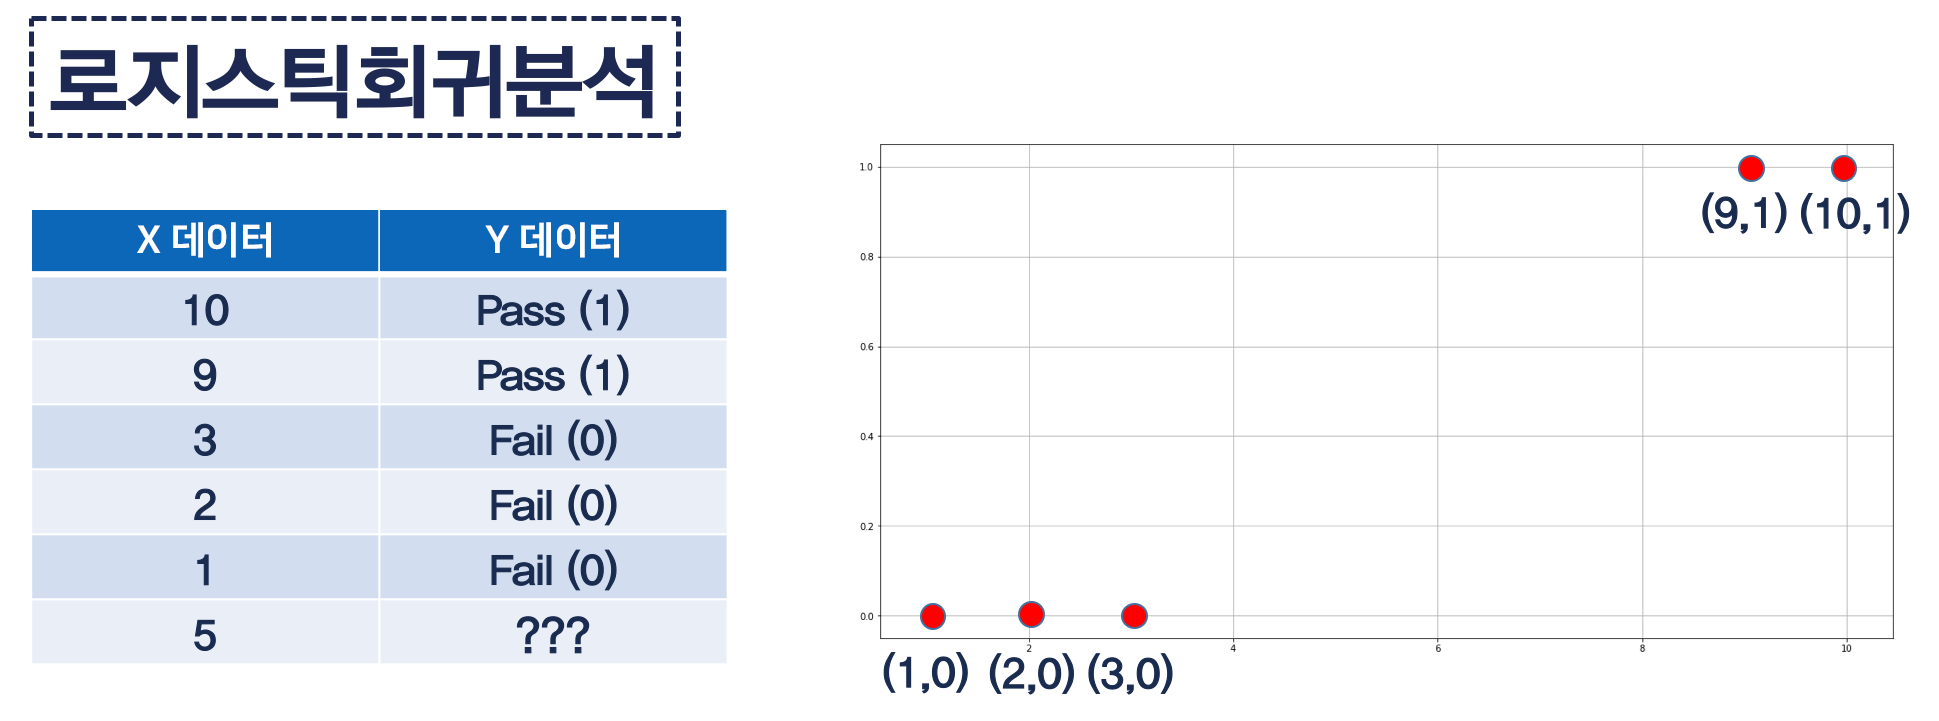 로지스틱회귀분석
X 데이터 Y 데이터
10 Pass (1)
9 Pass (1)
3 Fail (0)
2 Fail (0)
1 Fail (0)
5 ???
1.0
0.8
0.6
0.4
0.2
0.0
2 4 6 8 10
(9,1) (10,1)
(1,0) (2,0) (3,0)